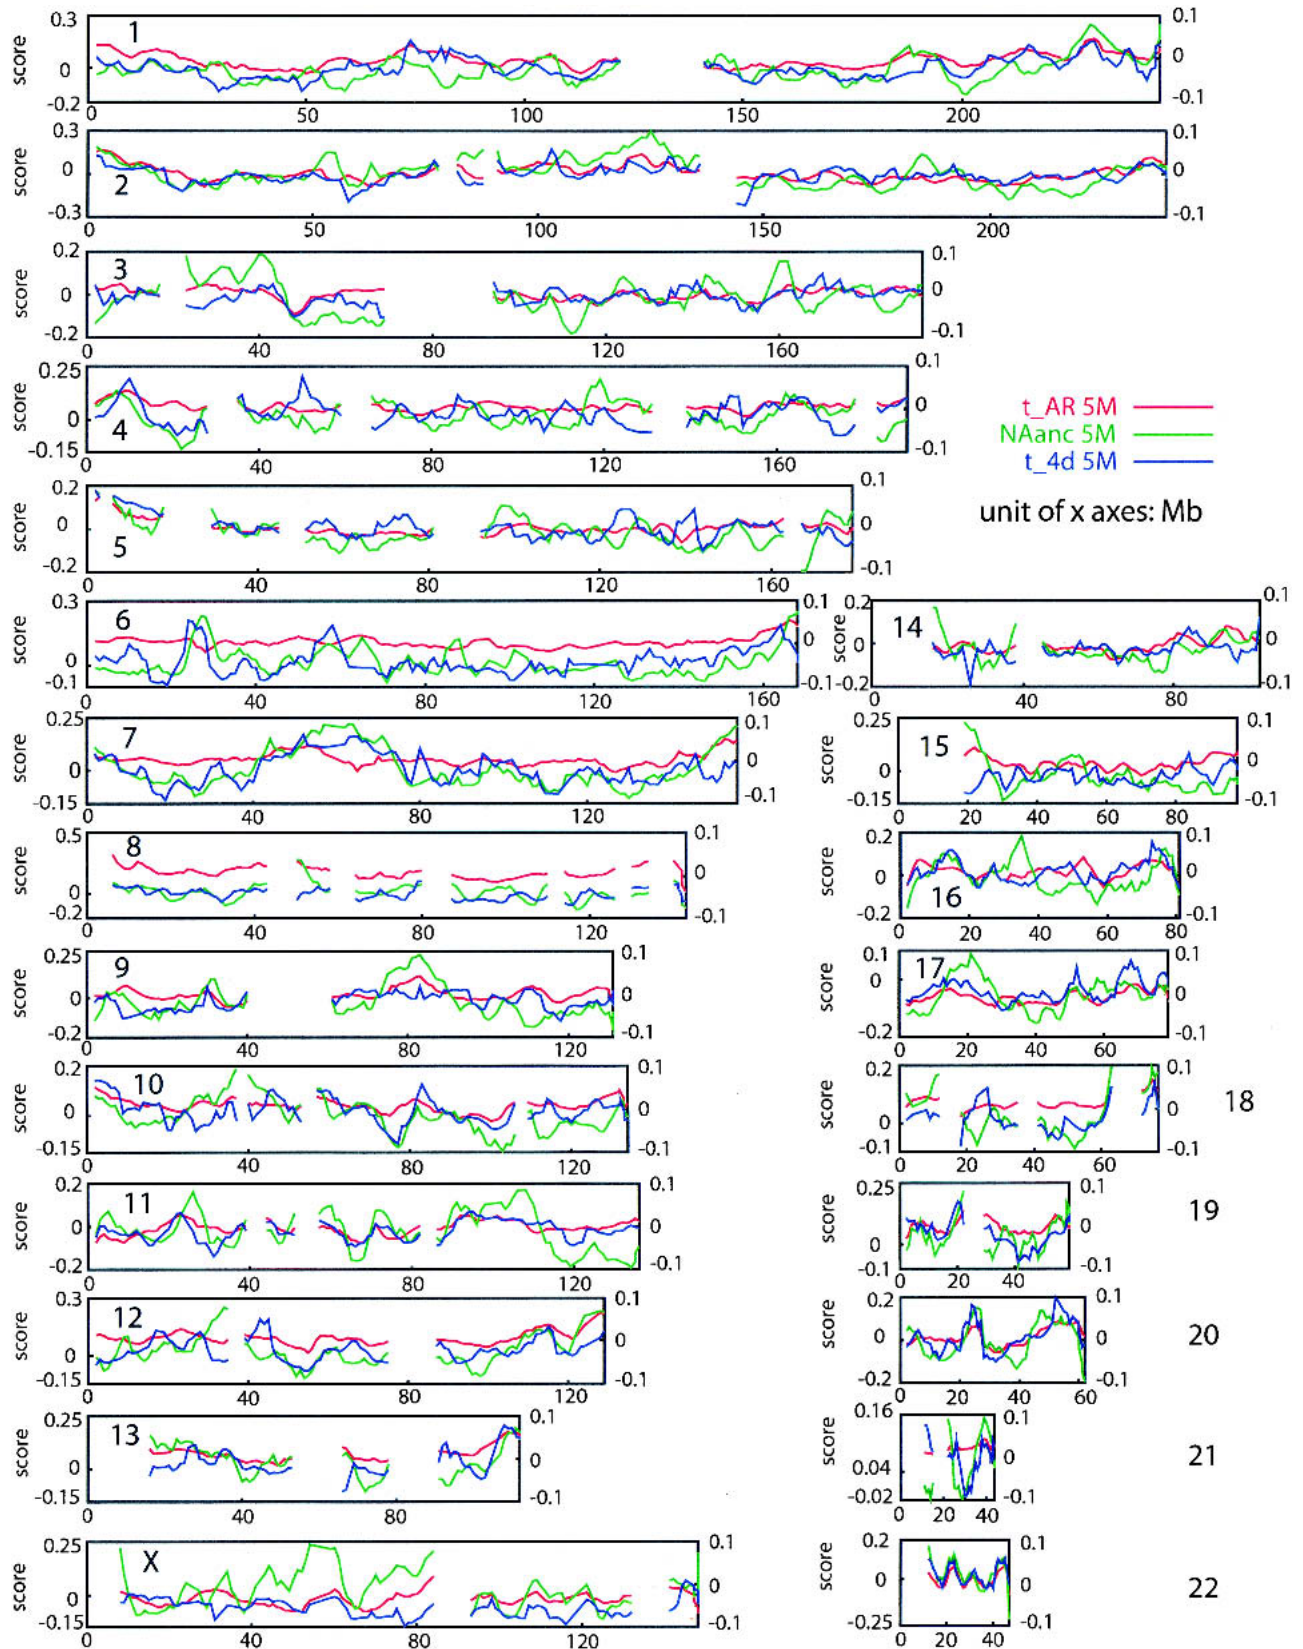 0.3 1 0.1
score 0 0
-0.2 -0.1
0 50 100 150 200
0.3 0.1
score 0 2 0
-0.3 -0.1
0 50 100 150 200
0.2 3 0.1
score 0 0
-0.2 -0.1
0 40 80 120 160
0.25 0.1
score 0 4 0
-0.15 -0.1
0 40 80 120 160
t_AR 5M
NAanc 5M
t_4d 5M
unit of x axes: Mb
0.2 0.1
score 0 5 0
-0.2 -0.1
0 40 80 120 160
0.3 6 0.1
score 0 0
-0.1 -0.1
0 40 80 120 160
0.2 14 0.1
score 0 0
-0.2 -0.1
0 40 80
0.25 7 0.1
score 0 0
-0.15 -0.1
0 40 80 120
0.25 15 0.1
score 0 0
-0.15 -0.1
0 20 40 60 80
0.5 8 0.1
score 0 0
-0.2 -0.1
0 40 80 120
0.2 0.1
score 0 16 0
-0.2 -0.1
0 20 40 60 80
0.25 9 0.1
score 0 0
-0.2 -0.1
0 40 80 120
0.1 17 0.1
score 0 0
-0.2 -0.1
0 20 40 60
0.2 10 0.1
score 0 0
-0.15 -0.1
0 40 80 120
0.2 0.1
score 0 0 18
-0.1 -0.1
0 20 40 60
0.2 11 0.1
score 0 0
-0.2 -0.1
0 40 80 120
0.25 0.1
score 0 0 19
-0.1 -0.1
0 20 40
0.3 12 0.1
score 0 0
-0.15 -0.1
0 40 80 120
0.2 0.1
score 0 0 20
-0.2 -0.1
0 20 40 60
0.25 13 0.1
score 0 0
-0.15 -0.1
40 80
0.16 0.1
score 0.04 0 21
-0.02 -0.1
0 20 40
0.25 X 0.1
score 0 0
-0.15 -0.1
0 40 80 120
0.2 0.1
score 0 0 22
-0.25 -0.1
0 20 40